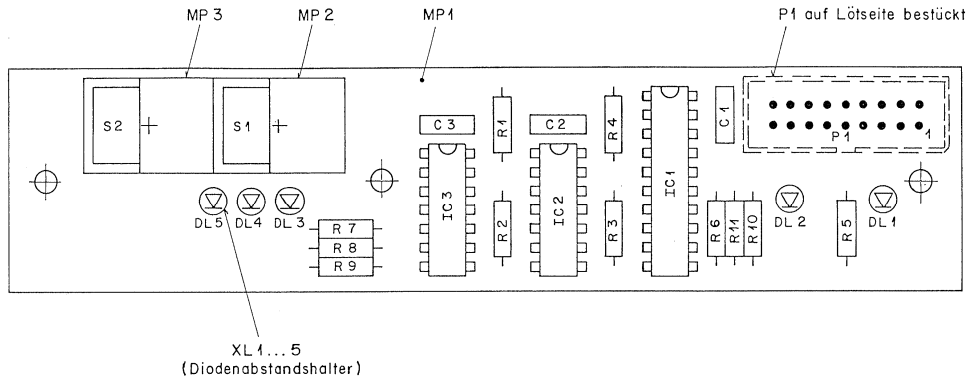 MP3
MP2
MP1
P1 auf Lötseite bestückt
S2
S1
C3
R1
C2
R4
C1
P1
1
IC3
IC2
IC1
R2
R3
R6
R11
R10
R5
DL5
DL4
DL3
DL2
DL1
R7
R8
R9
XL1...5
(Diodenabstandshalter)